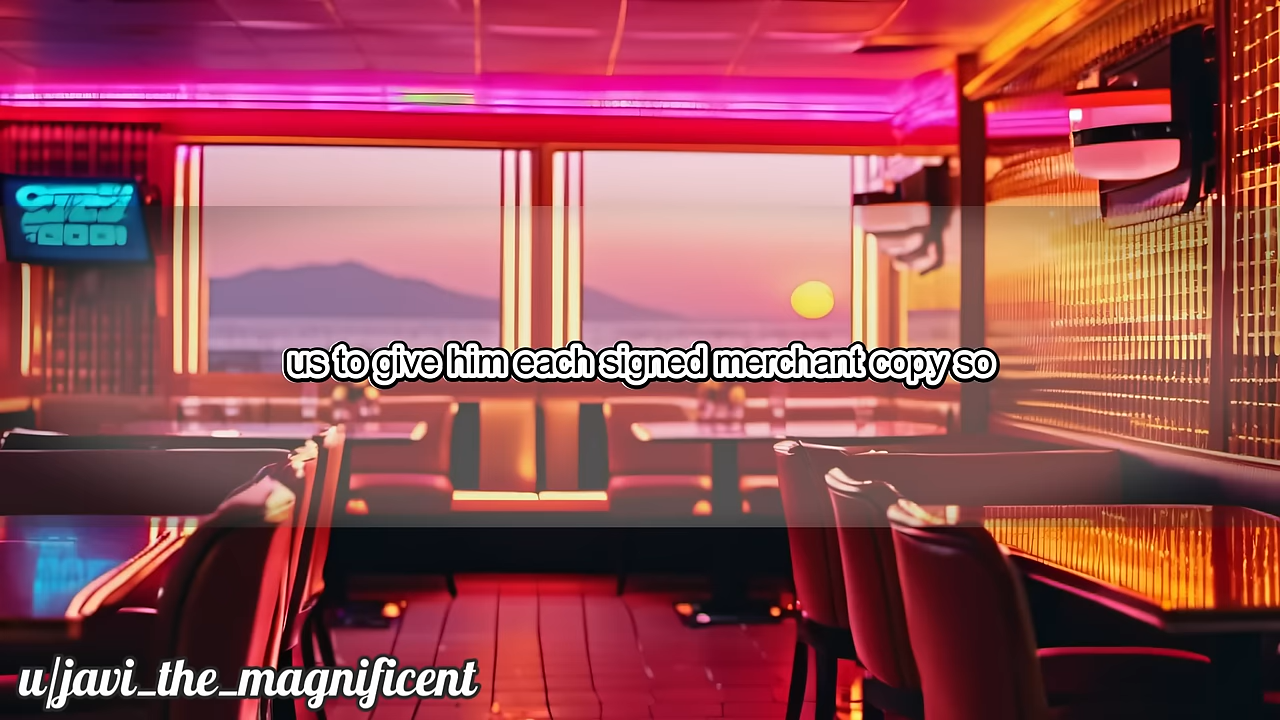 us to give him each signed merchant copy so
u/javi_the_magnificent